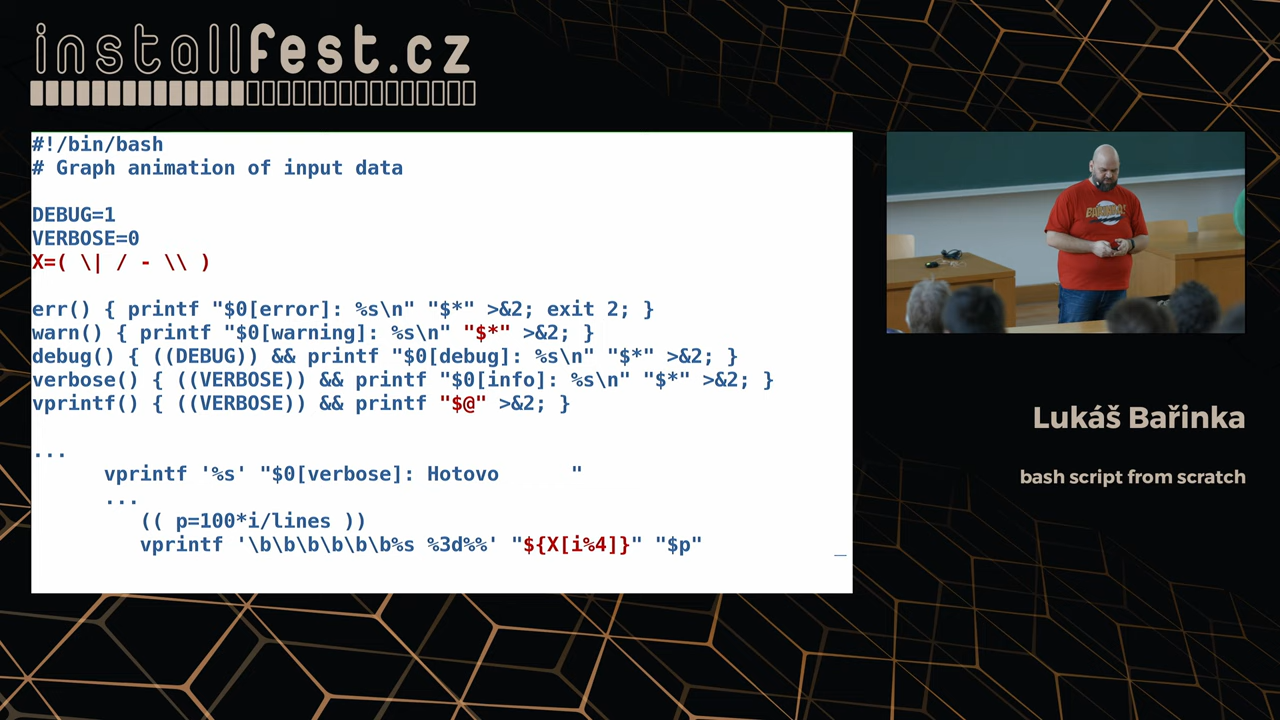 installfest.cz
#!/bin/bash
# Graph animation of input data
DEBUG=1
VERBOSE=0
X=( \| / - \\ )
err() { printf "$0[error]: %s\n" "$*" >&2; exit 2; }
warn() { printf "$0[warning]: %s\n" "$*" >&2; }
debug() { ((DEBUG)) && printf "$0[debug]: %s\n" "$*" >&2; }
verbose() { ((VERBOSE)) && printf "$0[info]: %s\n" "$*" >&2; }
vprintf() { ((VERBOSE)) && printf "$@" >&2; }
...
vprintf '%s' "$0[verbose]: Hotovo      "
...
(( p=100*i/lines ))
vprintf '\b\b\b\b\b\b%s %3d%%' "${X[i%4]}" "$p"
_
Lukáš Bařinka
bash script from scratch